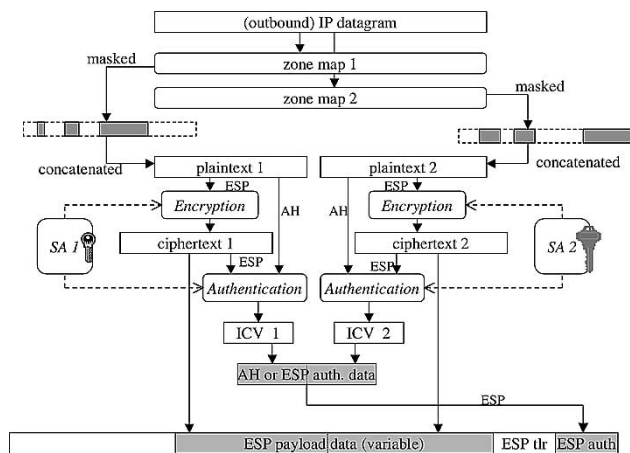 (outbound) IP datagram
masked
zone map 1
zone map 2
masked
concatenated
plaintext 1
plaintext 2
concatenated
ESP
ESP
Encryption
AH
AH
Encryption
SA 1
ciphertext 1
ciphertext 2
SA 2
ESP
ESP
Authentication
Authentication
ICV 1
ICV 2
AH or ESP auth. data
ESP
ESP payload data (variable)
ESP tlr
ESP auth